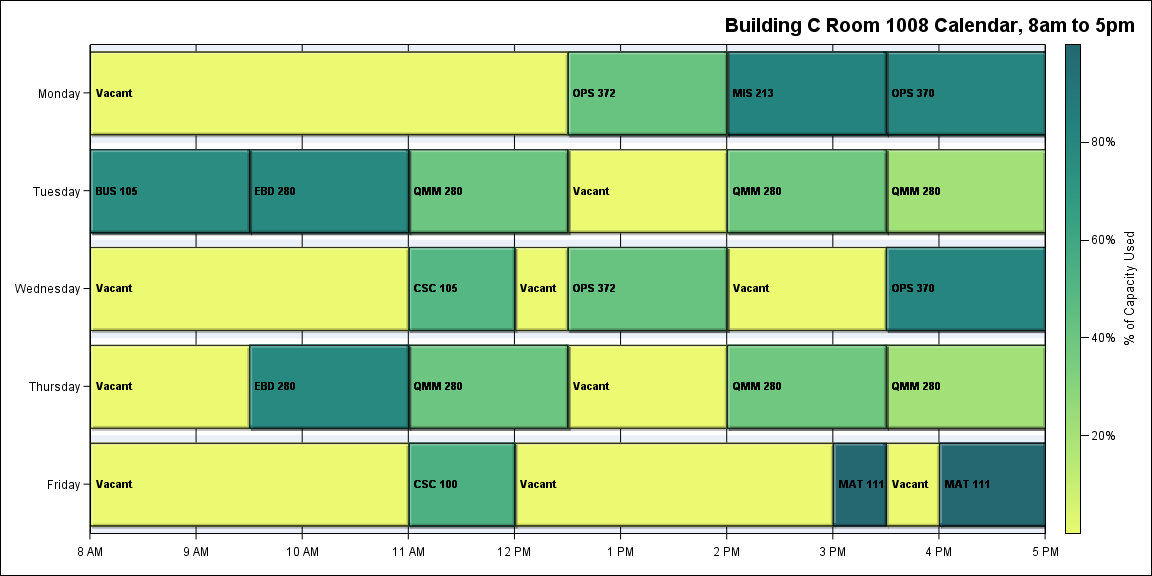 Building C Room 1008 Calendar, 8am to 5pm
Monday
Vacant
OPS 372
MIS 213
OPS 370
Tuesday
BUS 105
EBD 280
QMM 280
Vacant
QMM 280
QMM 280
Wednesday
Vacant
CSC 105
Vacant
OPS 372
Vacant
OPS 370
Thursday
Vacant
EBD 280
QMM 280
Vacant
QMM 280
QMM 280
Friday
Vacant
CSC 100
Vacant
MAT 111
Vacant
MAT 111
8 AM
9 AM
10 AM
11 AM
12 PM
1 PM
2 PM
3 PM
4 PM
5 PM
80%
60%
40%
20%
% of Capacity Used